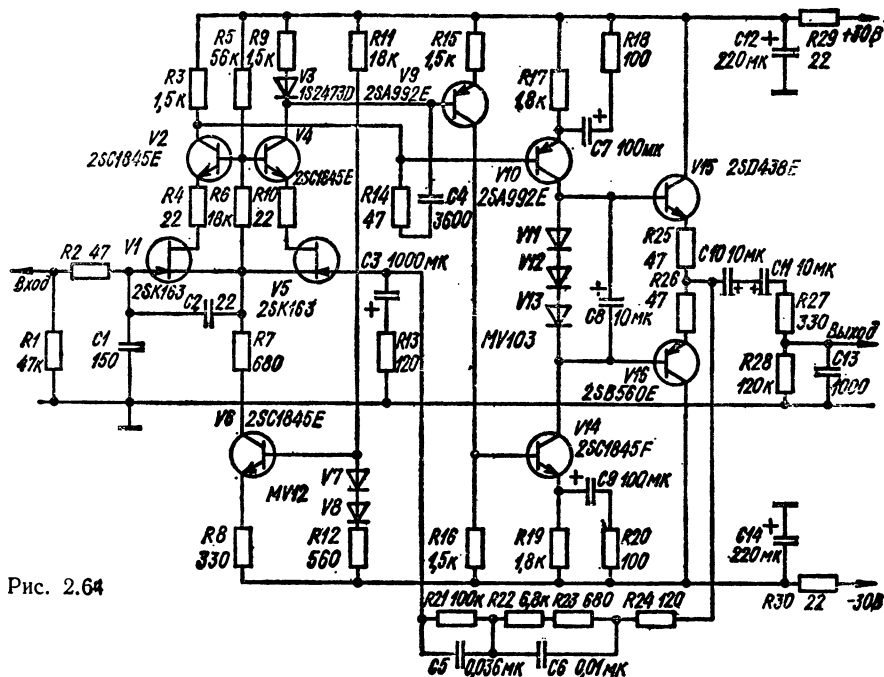 R3
1,5к
R5
56к
R9
1,5к
V3
1S2473D
R11
18к
V9
2SA992E
R15
1,5к
R17
1,8к
R18
100
C12
220мк
R29
22
+30В
V2
2SC1845E
V4
2SC1845E
C7 100мк
V10
2SA992E
V15
2SD438E
R4
22
R6
18к
R10
22
R14
47
C4
3600
R2 47
V1
Вход
2SK163
V5
2SK163
C3 1000мк
V11
V12
V13
MV103
C8
10мк
R25
47
R26
47
C10 10мк
C11 10мк
R27
330
Выход
R1
47к
C1
150
C2
22
R7
680
R13
120
V16
2SB560E
R28
120к
C13
1000
V6
2SC1845E
V14
2SC1845F
MV12
V7
V8
C9 100мк
R8
330
R12
560
R16
1,5к
R19
1,8к
R20
100
C14
220мк
Рис. 2.64
R21 100к
R22
6,8к
R23 680
R24 120
R30
22
-30В
C5
0,036мк
C6
0,01мк